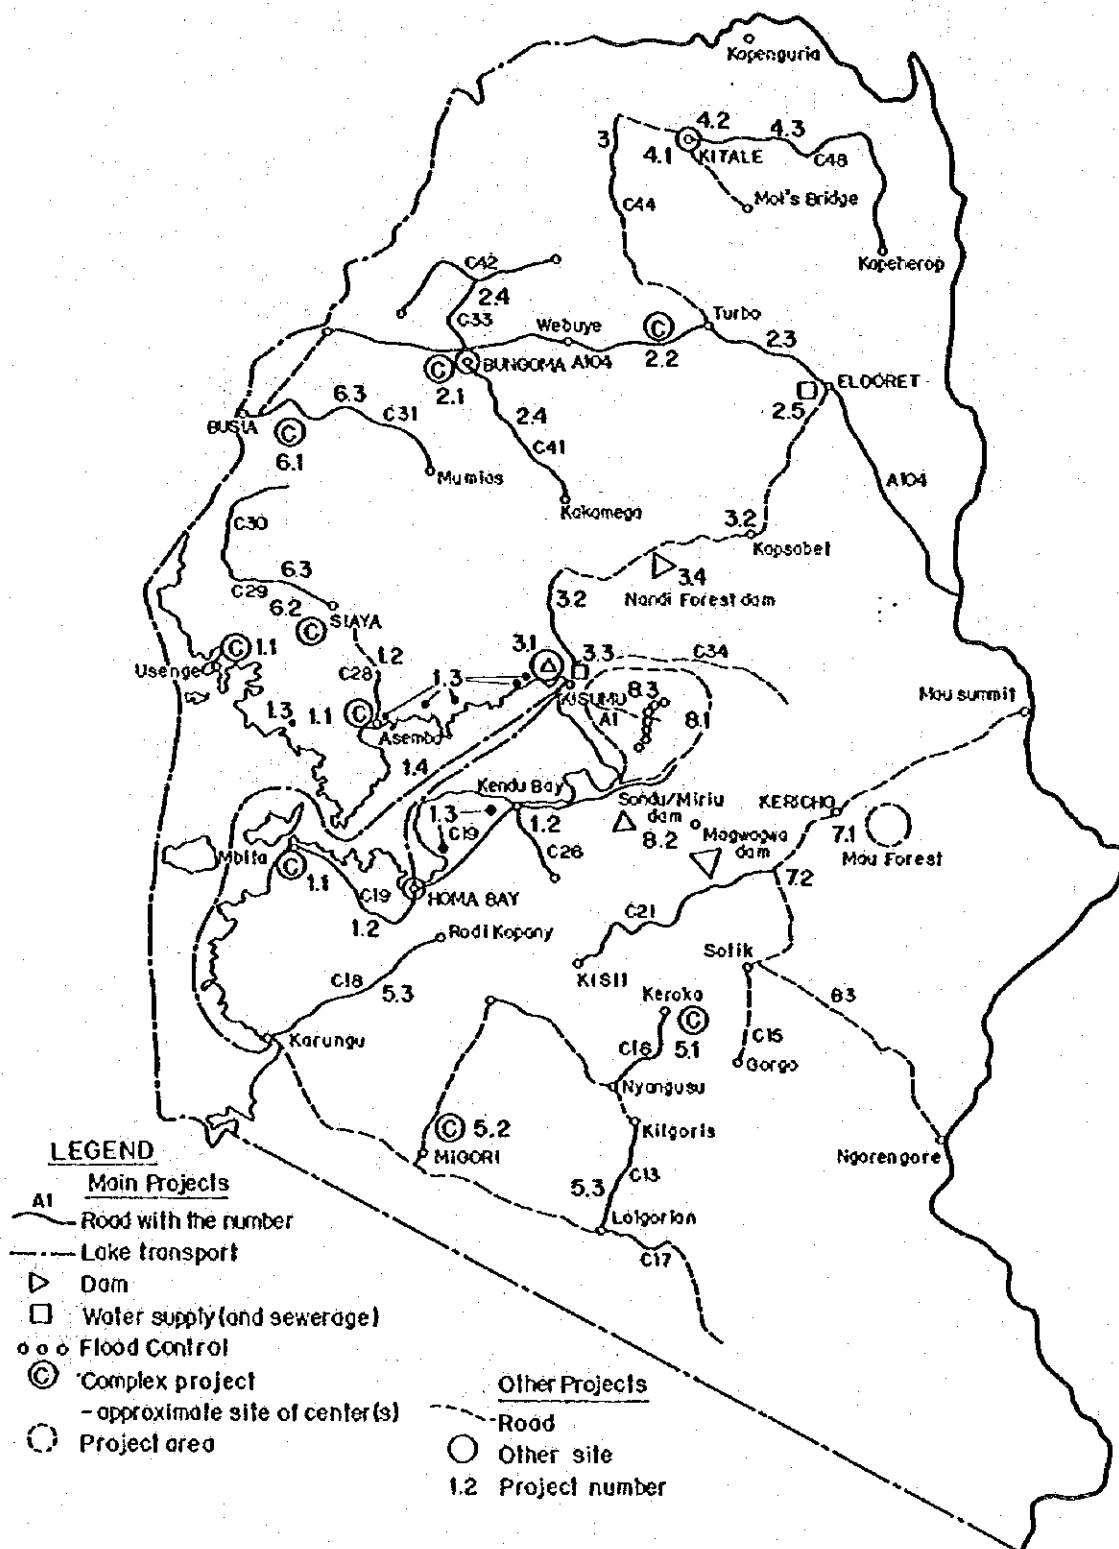 Kapenguria
4.2
4.3
3
4.1
KITALE
C48
Moi's Bridge
C44
Kapcherop
C42
2.4
C33
Webuye
Turbo
2.3
BUNGOMA
A104
2.2
2.1
ELDORET
2.5
6.3
C31
2.4
BUSIA
C41
6.1
Mumias
A104
Kakamega
C30
3.2
Kapsabet
6.3
C29
3.4
6.2
3.2
Nandi Forest dam
SIAYA
1.1
1.2
3.1
3.3
C34
Usenge
C28
1.3
KISUMU
8.3
Mau summit
1.3
1.1
A1
8.1
Asembo
1.4
Kendu Bay
Sondu/Miriu
dam
KERICHO
1.3
C19
1.2
8.2
Magwagwa
dam
7.1
Mau Forest
Mbita
C26
1.1
7.2
C19
HOMA BAY
1.2
C21
Rodi Kopany
KISII
Sotik
C18
5.3
Keroka
B3
Karungu
C16
5.1
C15
Gorgo
Nyangusu
5.2
Kilgoris
MIGORI
Ngorengore
C13
5.3
Lolgorian
C17
LEGEND
Main Projects
A1
Road with the number
Lake transport
Dam
Water supply (and sewerage)
Flood Control
C Complex project
- approximate site of center(s)
Project area
Other Projects
Road
Other site
1.2 Project number